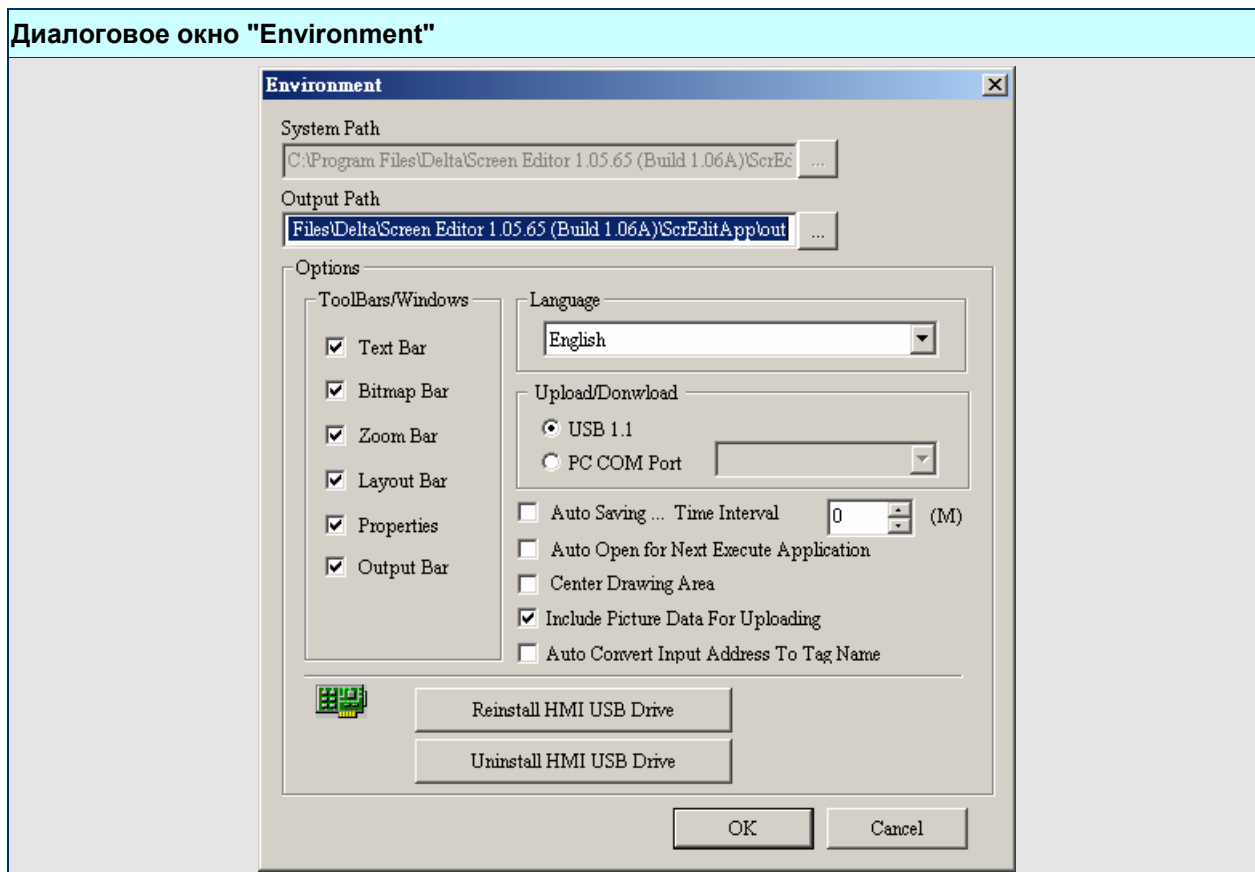 Диалоговое окно "Environment"
Environment
System Path
C:\Program Files\Delta\Screen Editor 1.05.65 (Build 1.06A)\ScrEd
...
Output Path
Files\Delta\Screen Editor 1.05.65 (Build 1.06A)\ScrEditApp\out
...
Options
ToolBars/Windows
Text Bar
Bitmap Bar
Zoom Bar
Layout Bar
Properties
Output Bar
Language
English
Upload/Donwload
USB 1.1
PC COM Port
Auto Saving ... Time Interval 0 (M)
Auto Open for Next Execute Application
Center Drawing Area
Include Picture Data For Uploading
Auto Convert Input Address To Tag Name
Reinstall HMI USB Drive
Uninstall HMI USB Drive
OK Cancel